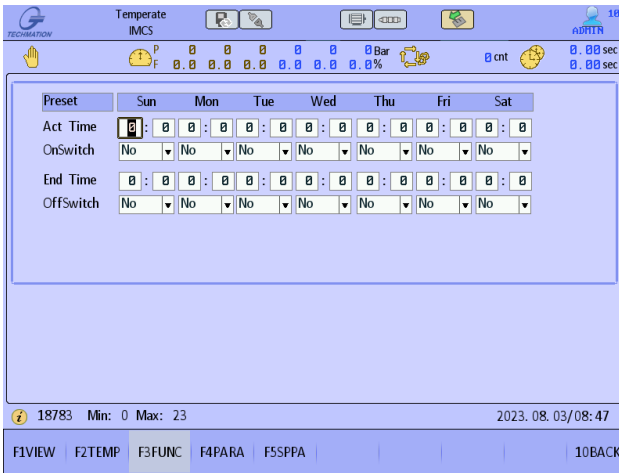 Temperate 10
TECHMATION IMCS ADMIN
P 0 0 0 0 0 0 Bar 0 cnt 0.00 sec
F 0.0 0.0 0.0 0.0 0.0 0.0% 0.00 sec
Preset Sun Mon Tue Wed Thu Fri Sat
Act Time 0 : 0 0 : 0 0 : 0 0 : 0 0 : 0 0 : 0 0 : 0
OnSwitch No No No No No No No
End Time 0 : 0 0 : 0 0 : 0 0 : 0 0 : 0 0 : 0 0 : 0
OffSwitch No No No No No No No
i 18783 Min: 0 Max: 23 2023. 08. 03/08:47
F1VIEW F2TEMP F3FUNC F4PARA F5SPPA 10BACK